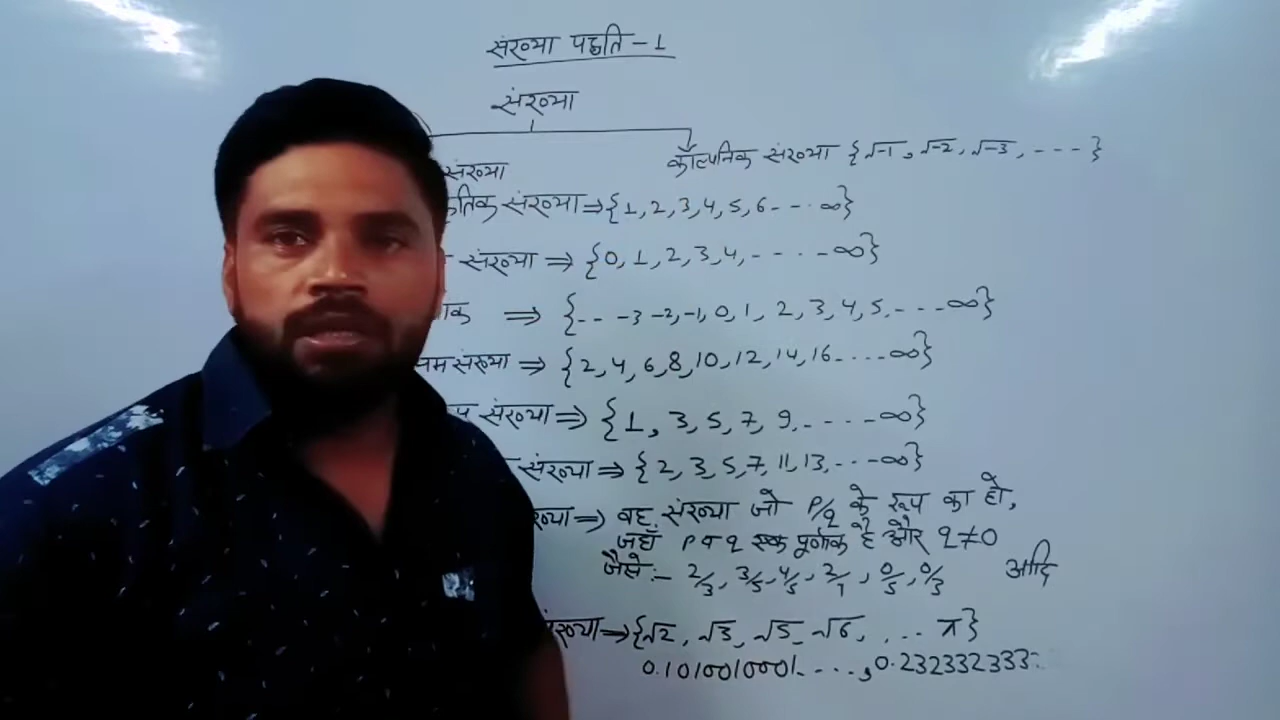 संख्या पद्धति - 1
संख्या
संख्या काल्पनिक संख्या {√-1, √-2, √-3, - - - - }
संख्या ⇒ {1, 2, 3, 4, 5, 6 - - - ∞}
संख्या ⇒ {0, 1, 2, 3, 4, - - - - ∞}
⇒ {- - -3 -2, -1, 0, 1, 2, 3, 4, 5, - - - ∞}
संख्या ⇒ {2, 4, 6, 8, 10, 12, 14, 16 - - - - ∞}
संख्या ⇒ {1, 3, 5, 7, 9, - - - - ∞}
संख्या ⇒ {2, 3, 5, 7, 11, 13, - - - ∞}
ख्या ⇒ वह संख्या जो P/q के रूप का हो,
जहाँ P व q एक पूर्णांक है और q ≠ 0
जैसे :- 2/3, 3/5, 4/5, 2/1, 0/5, 0/3 आदि
संख्या ⇒ {√2, √3, √5, √6, , ... π}
0.1010010001- - - -, 0.232332333-